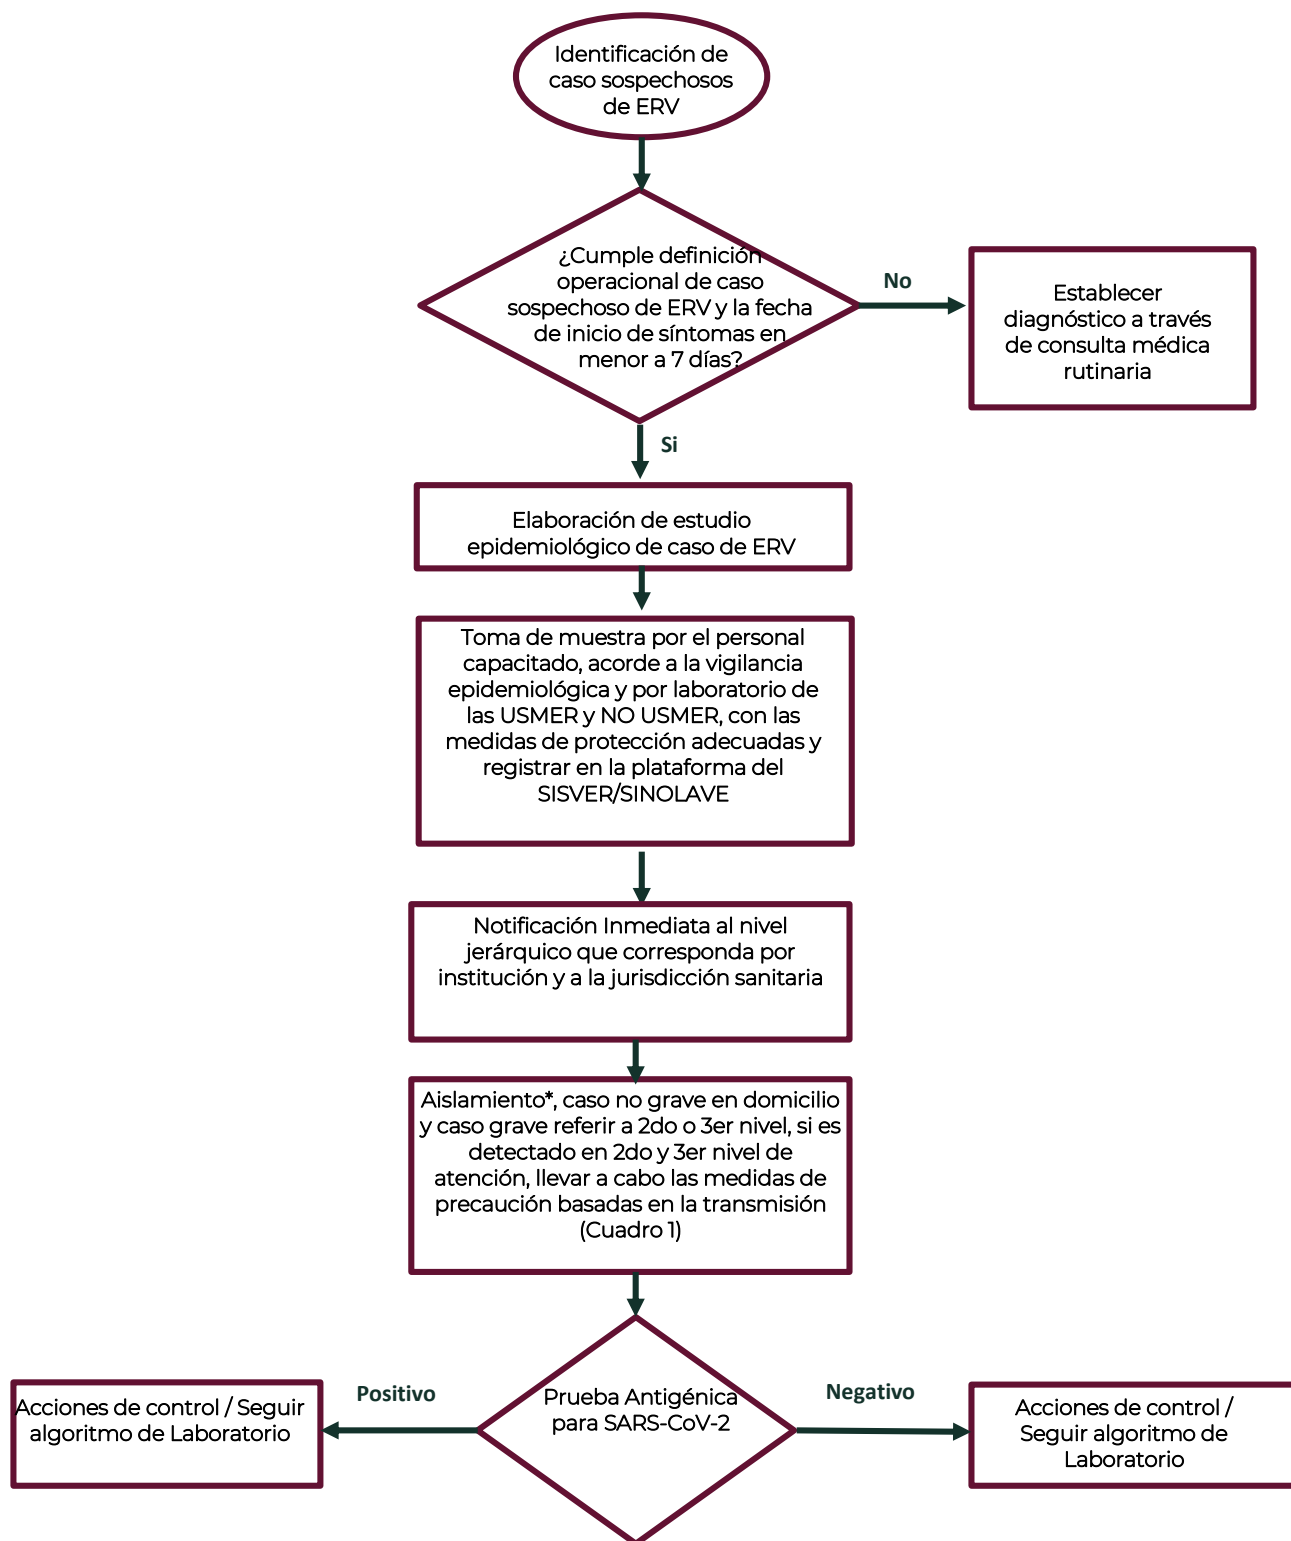 Identificación de
caso sospechosos
de ERV
¿Cumple definición
operacional de caso
sospechoso de ERV y la fecha
de inicio de síntomas en
menor a 7 días?
No
Establecer
diagnóstico a través
de consulta médica
rutinaria
Si
Elaboración de estudio
epidemiológico de caso de ERV
Toma de muestra por el personal
capacitado, acorde a la vigilancia
epidemiológica y por laboratorio de
las USMER y NO USMER, con las
medidas de protección adecuadas y
registrar en la plataforma del
SISVER/SINOLAVE
Notificación Inmediata al nivel
jerárquico que corresponda por
institución y a la jurisdicción sanitaria
Aislamiento*, caso no grave en domicilio
y caso grave referir a 2do o 3er nivel, si es
detectado en 2do y 3er nivel de
atención, llevar a cabo las medidas de
precaución basadas en la transmisión
(Cuadro 1)
Prueba Antigénica
para SARS-CoV-2
Positivo
Acciones de control / Seguir
algoritmo de Laboratorio
Negativo
Acciones de control /
Seguir algoritmo de
Laboratorio